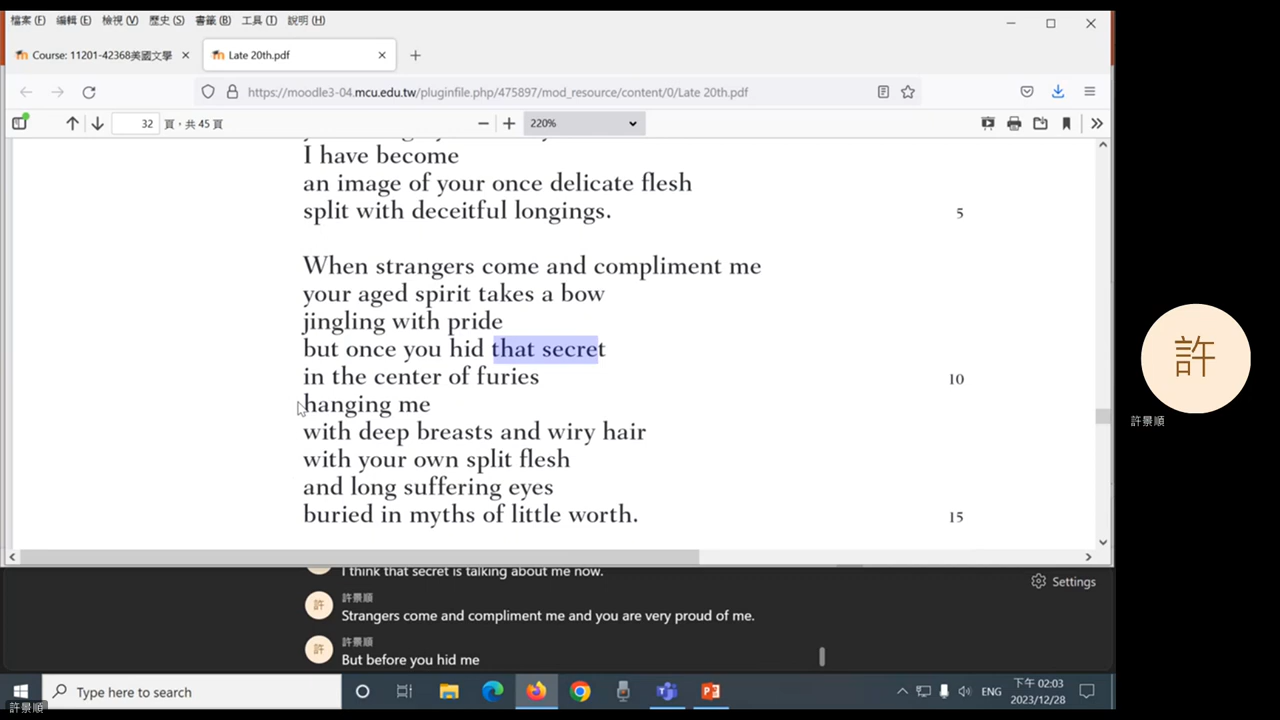 檔案(F) 編輯(E) 檢視(V) 歷史(S) 書籤(B) 工具(T) 說明(H)
Course: 11201-42368美國文學
Late 20th.pdf
https://moodle3-04.mcu.edu.tw/pluginfile.php/475897/mod_resource/content/0/Late 20th.pdf
32 頁,共 45 頁
220%
I have become
an image of your once delicate flesh
split with deceitful longings. 5
When strangers come and compliment me
your aged spirit takes a bow
jingling with pride
but once you hid that secret
in the center of furies 10
hanging me
with deep breasts and wiry hair
with your own split flesh
and long suffering eyes
buried in myths of little worth. 15
許
許景順
I think that secret is talking about me now.
Settings
許 許景順
Strangers come and compliment me and you are very proud of me.
許 許景順
But before you hid me
Type here to search
ENG
下午 02:03
2023/12/28
許景順